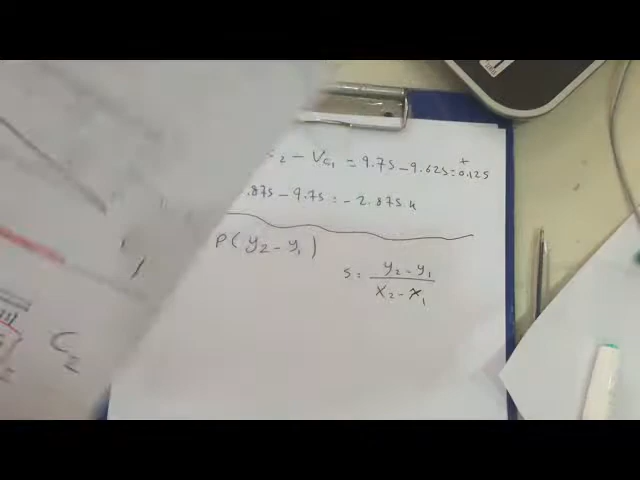 2 - VG1 = 9.75 - 9.625 = 0.125
.875 - 9.75 = - 2.875 u
P ( y2 - y1 )
S = y2 - y1
x2 - x1
C2